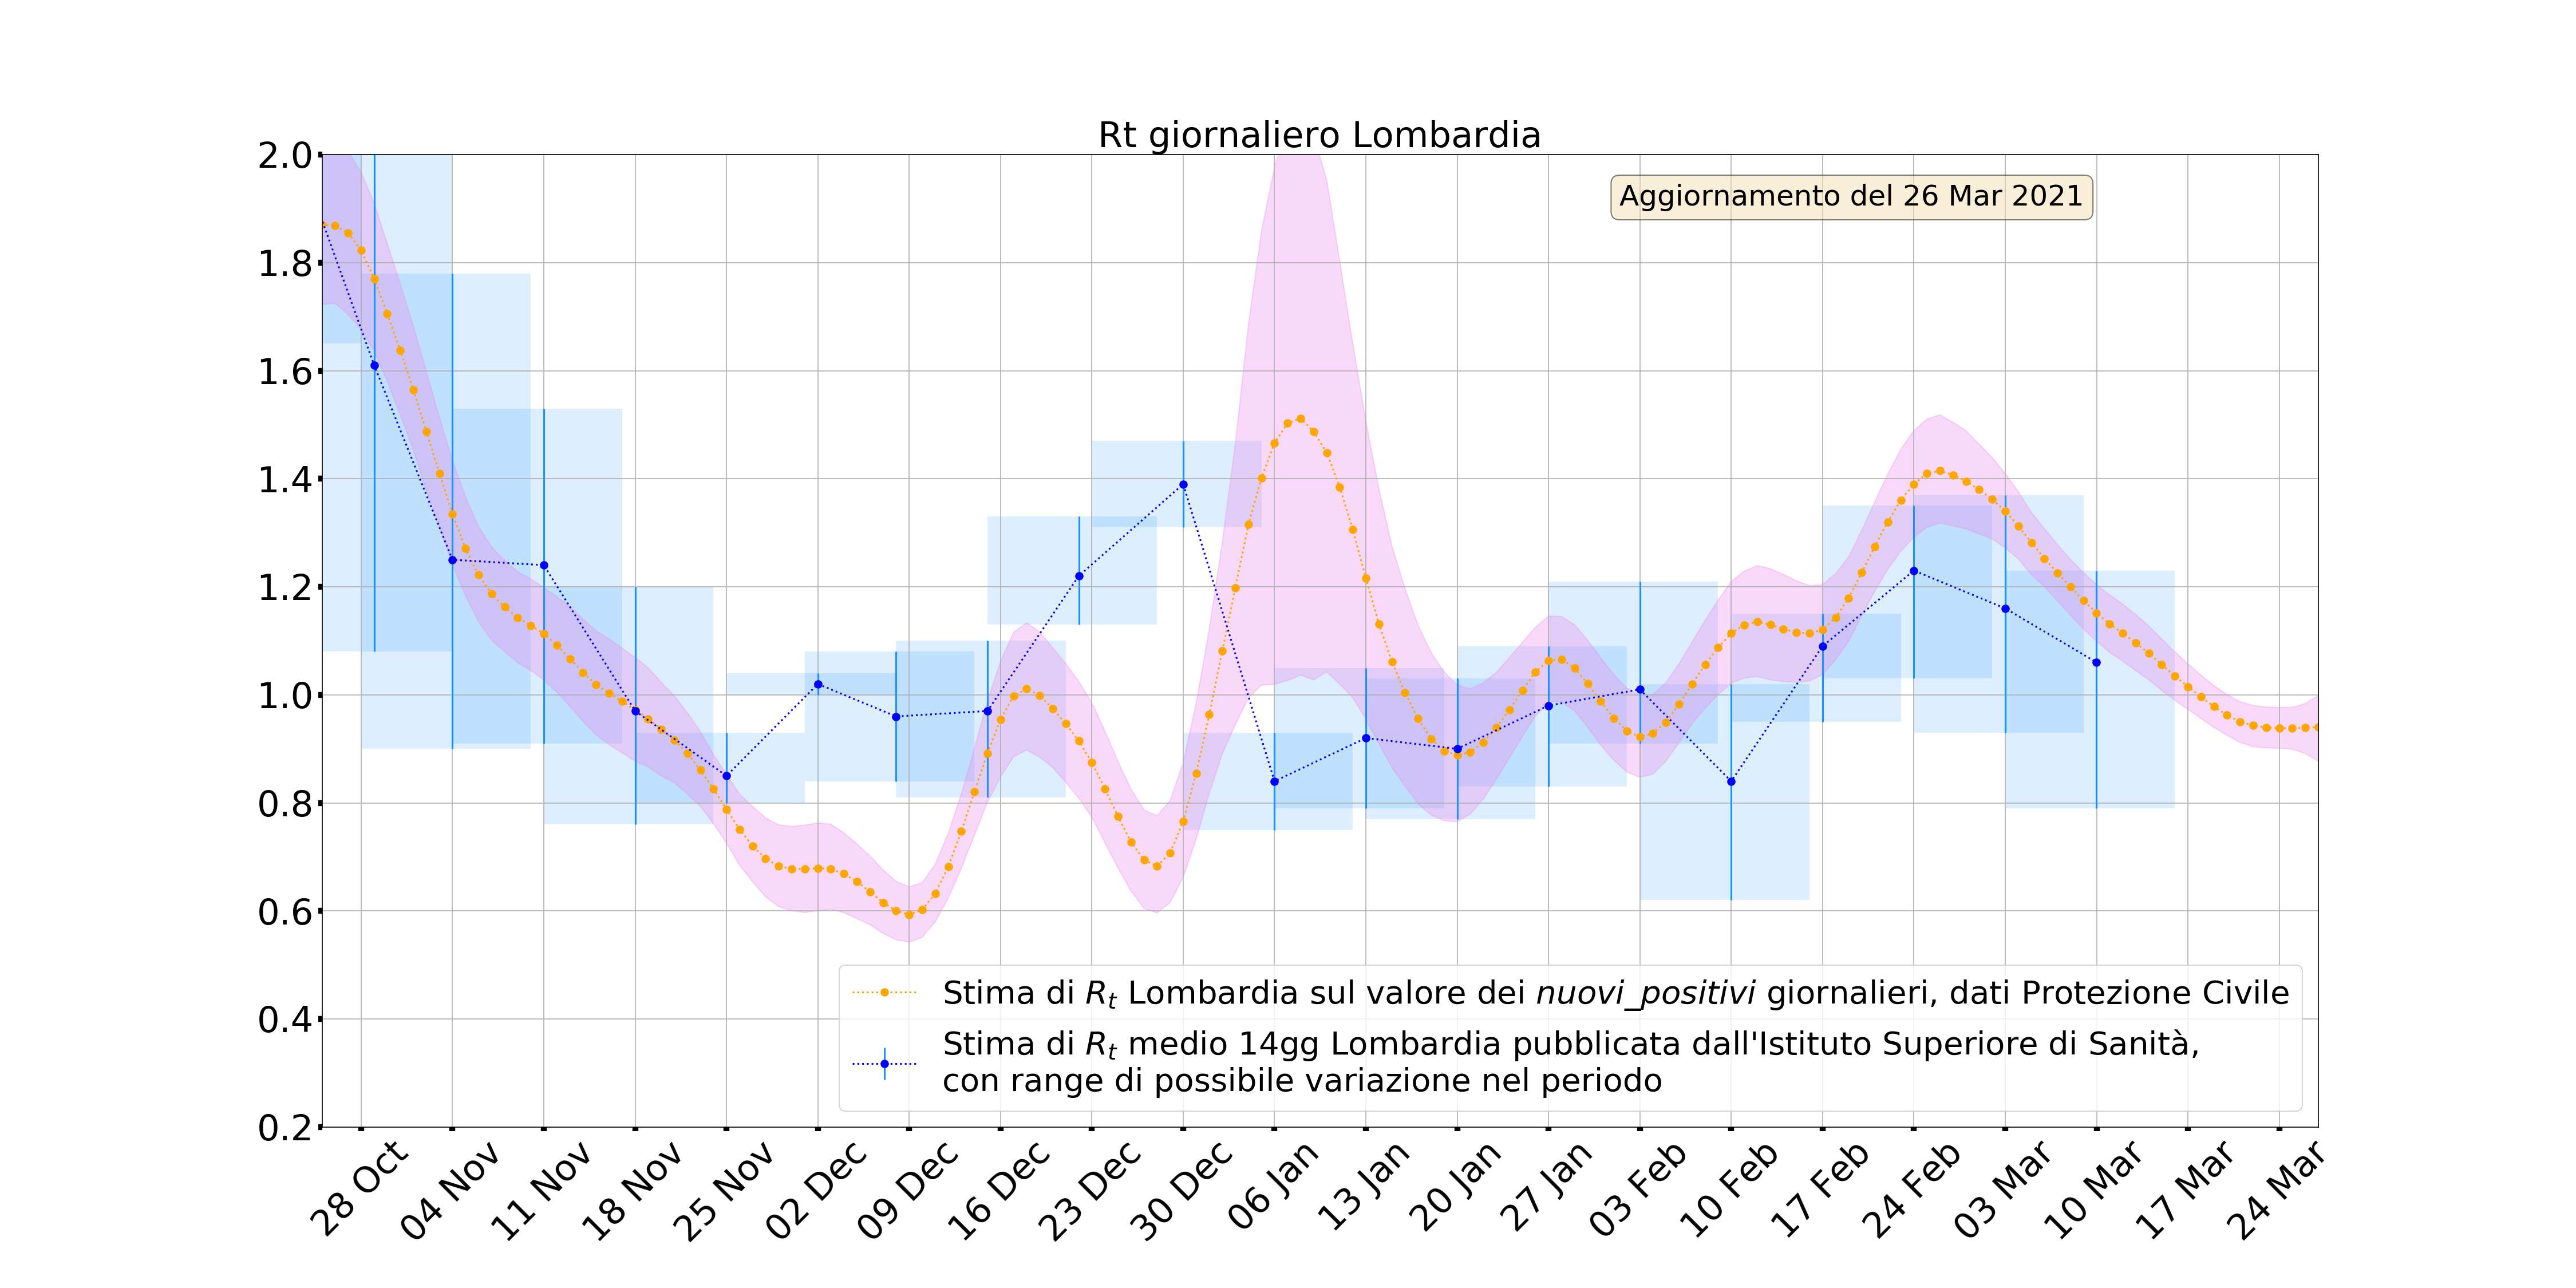 Rt giornaliero Lombardia
Aggiornamento del 26 Mar 2021
2.0
1.8
1.6
1.4
1.2
1.0
0.8
0.6
0.4
0.2
Stima di Rt Lombardia sul valore dei nuovi_positivi giornalieri, dati Protezione Civile
Stima di Rt medio 14gg Lombardia pubblicata dall'Istituto Superiore di Sanità,
con range di possibile variazione nel periodo
28 Oct
04 Nov
11 Nov
18 Nov
25 Nov
02 Dec
09 Dec
16 Dec
23 Dec
30 Dec
06 Jan
13 Jan
20 Jan
27 Jan
03 Feb
10 Feb
17 Feb
24 Feb
03 Mar
10 Mar
17 Mar
24 Mar